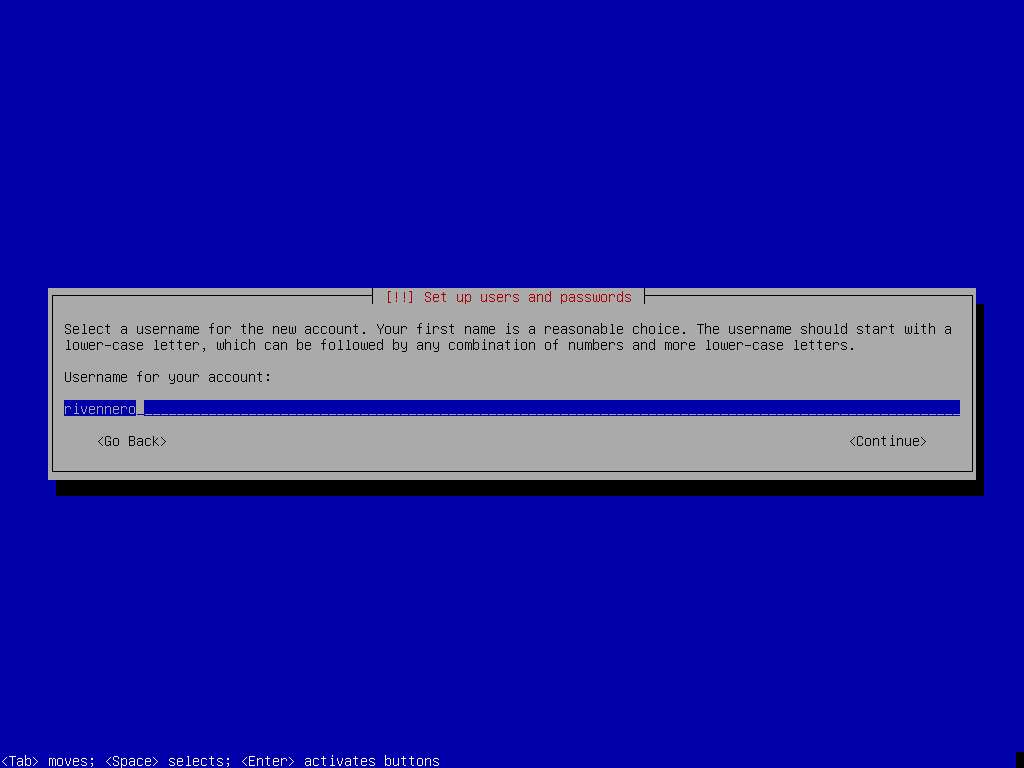 [!!] Set up users and passwords
Select a username for the new account. Your first name is a reasonable choice. The username should start with a
lower-case letter, which can be followed by any combination of numbers and more lower-case letters.
Username for your account:
rivennero
<Go Back> <Continue>
<Tab> moves; <Space> selects; <Enter> activates buttons